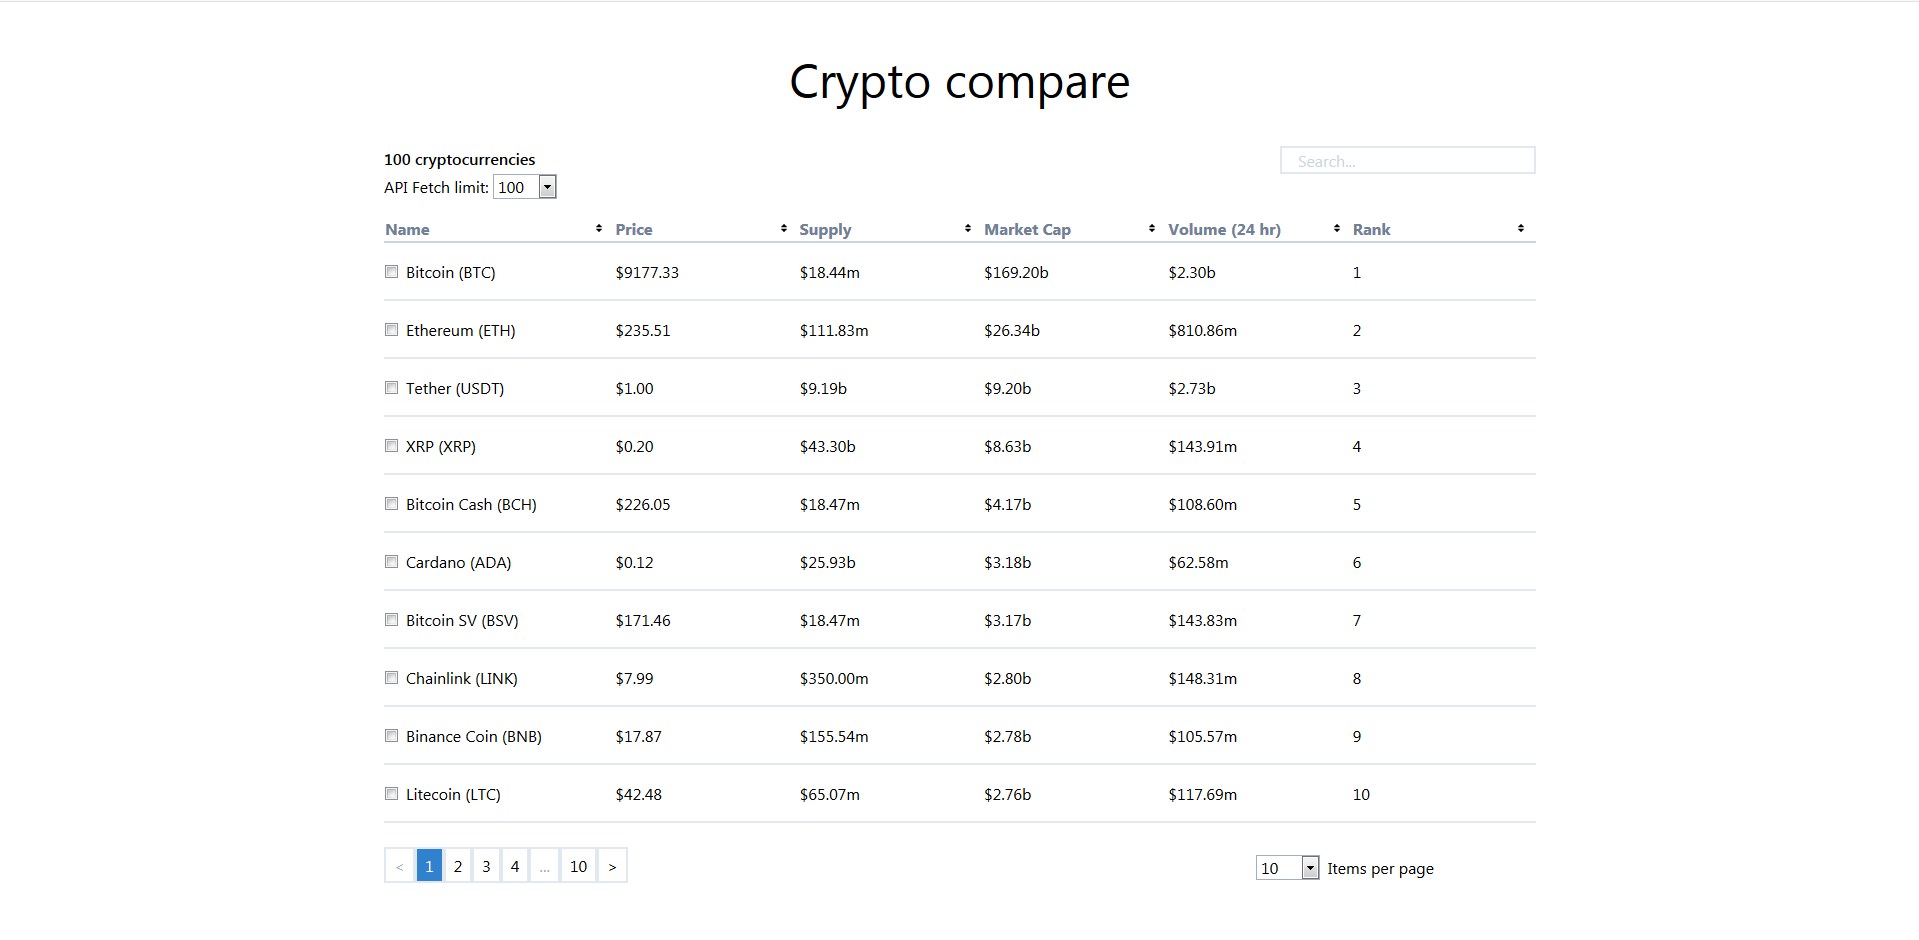 Crypto compare
100 cryptocurrencies
Search...
API Fetch limit: 100
Name Price Supply Market Cap Volume (24 hr) Rank
Bitcoin (BTC) $9177.33 $18.44m $169.20b $2.30b 1
Ethereum (ETH) $235.51 $111.83m $26.34b $810.86m 2
Tether (USDT) $1.00 $9.19b $9.20b $2.73b 3
XRP (XRP) $0.20 $43.30b $8.63b $143.91m 4
Bitcoin Cash (BCH) $226.05 $18.47m $4.17b $108.60m 5
Cardano (ADA) $0.12 $25.93b $3.18b $62.58m 6
Bitcoin SV (BSV) $171.46 $18.47m $3.17b $143.83m 7
Chainlink (LINK) $7.99 $350.00m $2.80b $148.31m 8
Binance Coin (BNB) $17.87 $155.54m $2.78b $105.57m 9
Litecoin (LTC) $42.48 $65.07m $2.76b $117.69m 10
< 1 2 3 4 ... 10 >
10 Items per page